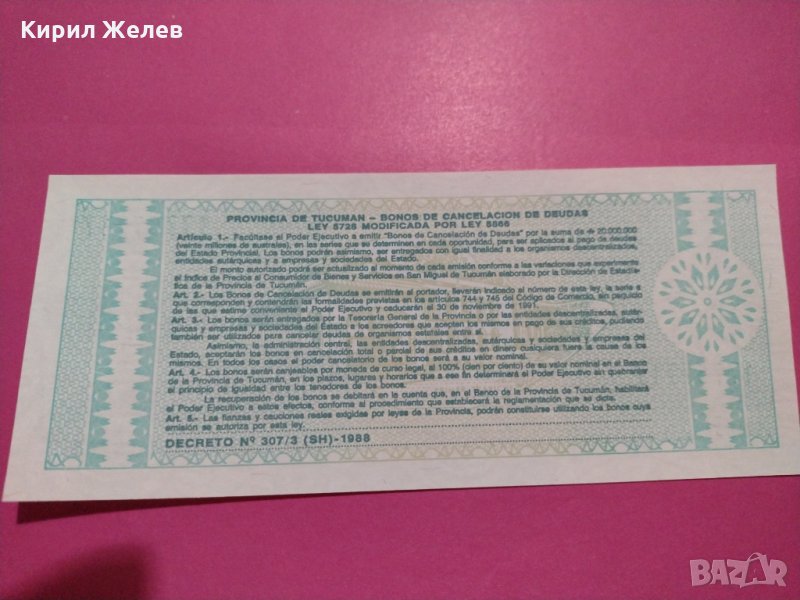 Кирил Желев
PROVINCIA DE TUCUMAN - BONOS DE CANCELACION DE DEUDAS
LEY 5728 MODIFICADA POR LEY 5866
Artículo 1.- Facúltase al Poder Ejecutivo a emitir "Bonos de Cancelación de Deudas" por la suma de ₳ 20.000.000
(veinte millones de australes), en las series que se determinen en cada oportunidad, para ser aplicados al pago de deudas
del Estado Provincial. Los bonos podrán asimismo, ser entregados con igual finalidad a los organismos descentralizados,
entidades autárquicas y a empresas y sociedades del Estado.
El monto autorizado podrá ser actualizado al momento de cada emisión conforme a las variaciones que experimente
el Indice de Precios al Consumidor de Bienes y Servicios en San Miguel de Tucumán elaborado por la Dirección de Estadís-
tica de la Provincia de Tucumán.
Art. 2.- Los Bonos de Cancelación de Deudas se emitirán al portador, llevarán indicado el número de esta ley, la serie a
que corresponden y contendrán las formalidades previstas en los artículos 744 y 745 del Código de Comercio, sin perjuicio
de las que estime conveniente el Poder Ejecutivo y caducarán el 30 de noviembre de 1991.
Art. 3.- Los bonos serán entregados por la Tesorería General de la Provincia o por las entidades descentralizadas, autár-
quicas y empresas y sociedades del Estado a los acreedores que acepten los mismos en pago de sus créditos, pudiendo
también ser utilizados para cancelar deudas de organismos estatales entre sí.
Asimismo, la administración central, las entidades descentralizadas, autárquicas y sociedades y empresas del
Estado, aceptarán los bonos en cancelación total o parcial de sus créditos en dinero cualquiera fuere la causa de los
mismos. En todos los casos el poder cancelatorio de los bonos será a su valor nominal.
Art. 4.- Los bonos serán canjeables por moneda de curso legal, al 100% (cien por ciento) de su valor nominal en el Banco
de la Provincia de Tucumán, en los plazos, lugares y horarios que a ese fin determinará el Poder Ejecutivo sin quebrantar
el principio de igualdad entre los tenedores de los bonos.
La recuperación de los bonos se debitará en la cuenta que, en el Banco de la Provincia de Tucumán, habilitará
el Poder Ejecutivo a estos efectos, conforme al procedimiento que establecerá la reglamentación que se dicte.
Art. 5.- Las fianzas y cauciones reales exigidas por leyes de la Provincia, podrán constituirse utilizando los bonos cuya
emisión se autoriza por esta ley.
DECRETO Nº 307/3 (SH)-1988
BAZAR